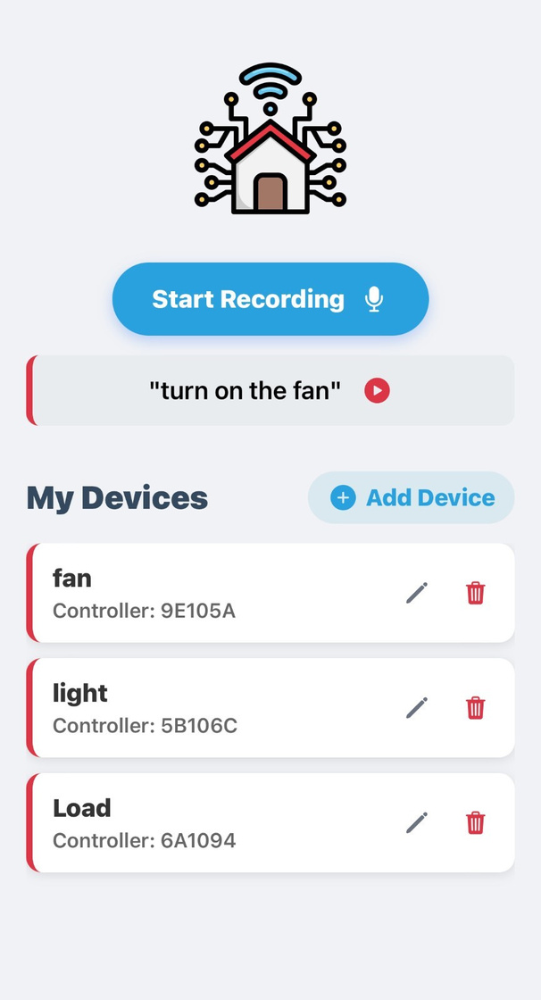 Start Recording
"turn on the fan"
My Devices
Add Device
fan
Controller: 9E105A
light
Controller: 5B106C
Load
Controller: 6A1094